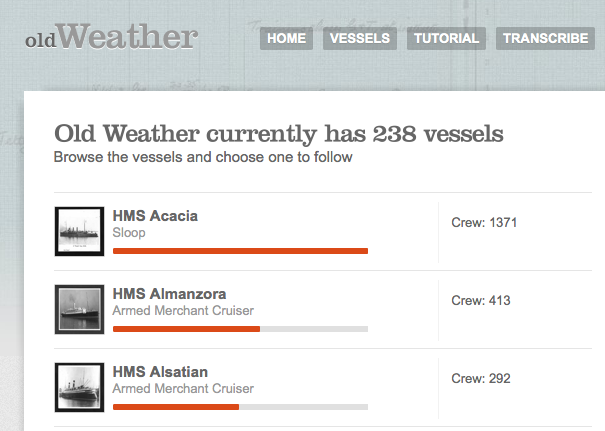 oldWeather
HOME VESSELS TUTORIAL TRANSCRIBE
Old Weather currently has 238 vessels
Browse the vessels and choose one to follow
HMS Acacia
Sloop
Crew: 1371
HMS Almanzora
Armed Merchant Cruiser
Crew: 413
HMS Alsatian
Armed Merchant Cruiser
Crew: 292